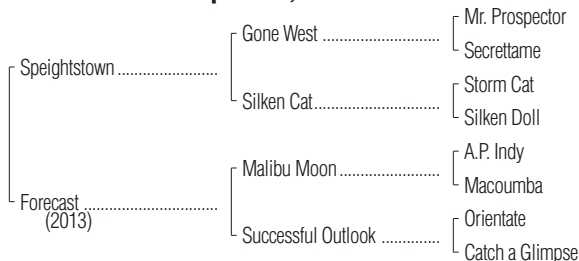 Mr. Prospector
Gone West ..............................
Secrettame
Speightstown .........................
Storm Cat
Silken Cat................................
Silken Doll
A.P. Indy
Malibu Moon .........................
Macoumba
Forecast .................................
(2013)
Orientate
Successful Outlook ................
Catch a Glimpse